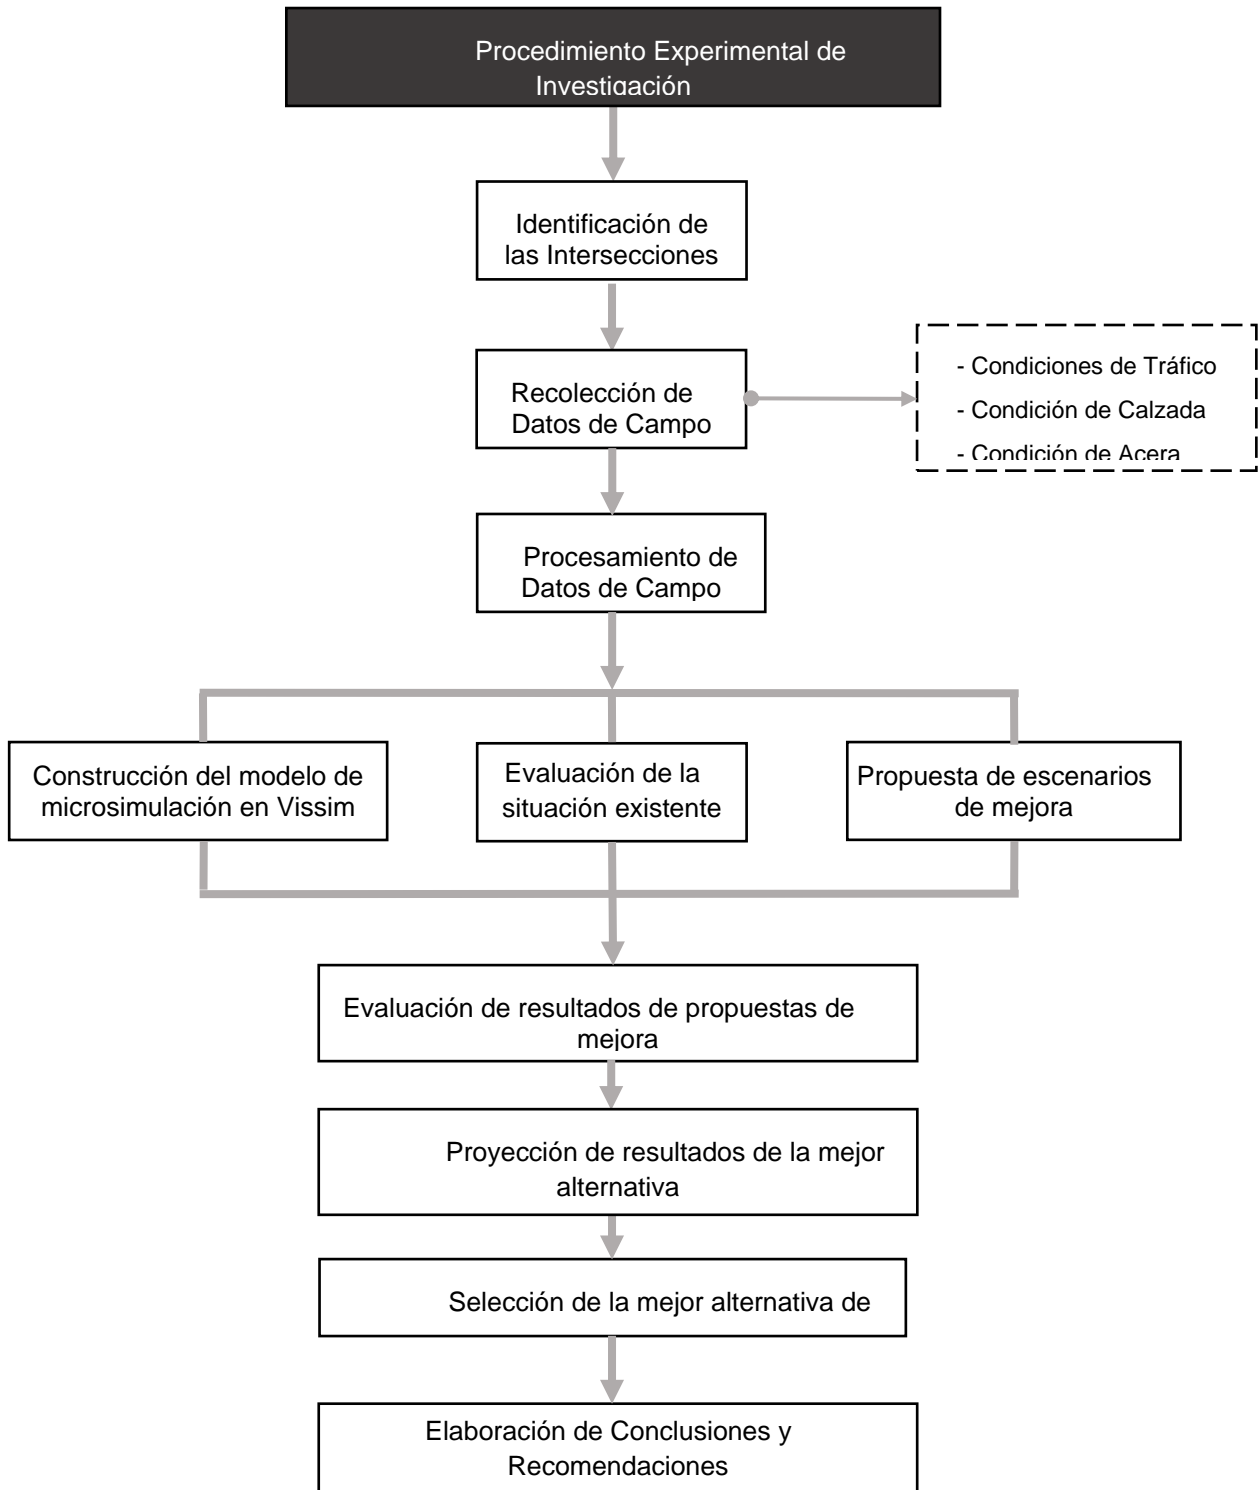 Procedimiento Experimental de
Investigación
Identificación de
las Intersecciones
Recolección de
Datos de Campo
- Condiciones de Tráfico
- Condición de Calzada
- Condición de Acera
Procesamiento de
Datos de Campo
Construcción del modelo de
microsimulación en Vissim
Evaluación de la
situación existente
Propuesta de escenarios
de mejora
Evaluación de resultados de propuestas de
mejora
Proyección de resultados de la mejor
alternativa
Selección de la mejor alternativa de
Elaboración de Conclusiones y
Recomendaciones